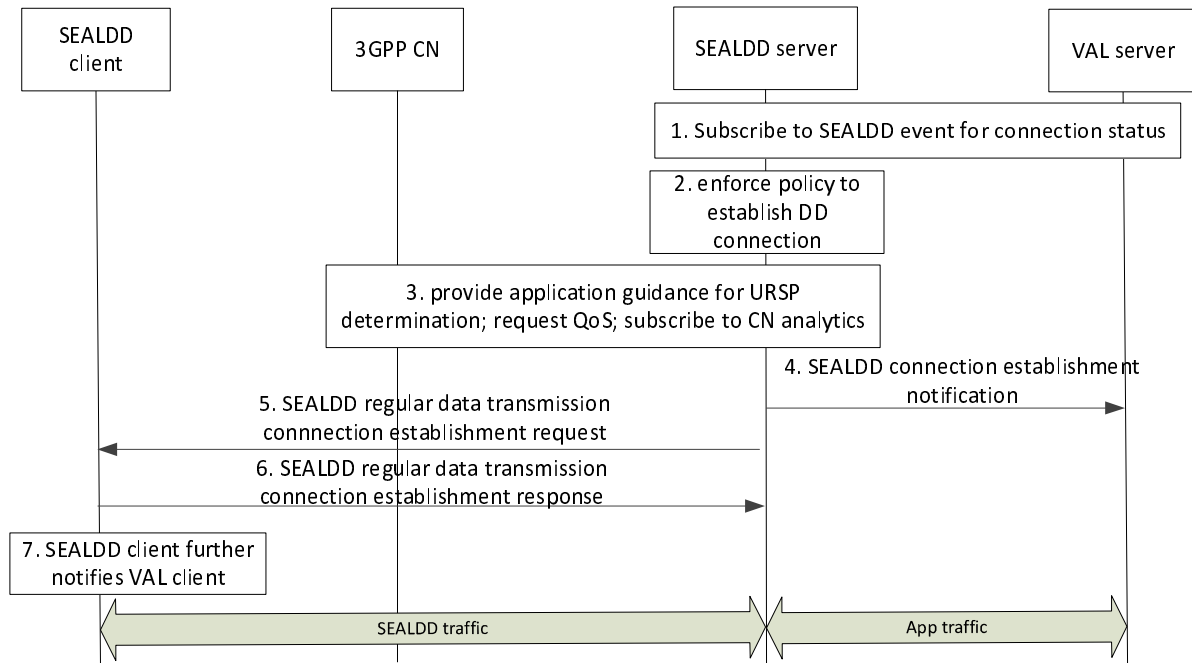 SEALDD
client
3GPP CN
SEALDD server
VAL server
1. Subscribe to SEALDD event for connection status
2. enforce policy to
establish DD
connection
3. provide application guidance for URSP
determination; request QoS; subscribe to CN analytics
4. SEALDD connection establishment
notification
5. SEALDD regular data transmission
connnection establishment request
6. SEALDD regular data transmission
connection establishment response
7. SEALDD client further
notifies VAL client
SEALDD traffic
App traffic